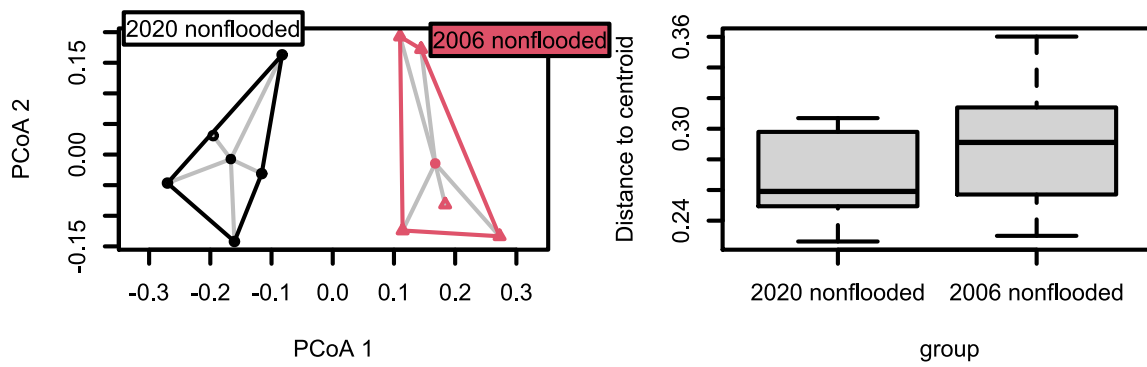 2020 nonflooded
2006 nonflooded
PCoA 2
0.15
0.00
-0.15
-0.3 -0.2 -0.1 0.0 0.1 0.2 0.3
PCoA 1
Distance to centroid
0.36
0.30
0.24
2020 nonflooded 2006 nonflooded
group